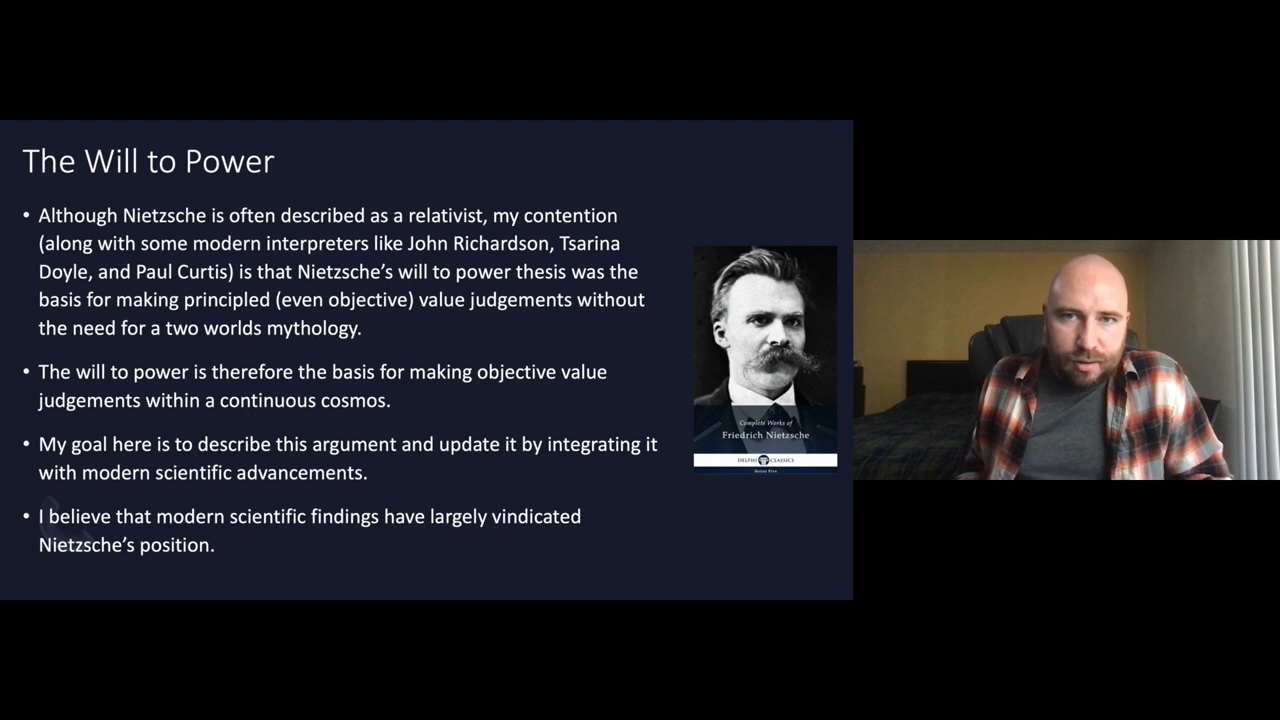 The Will to Power
• Although Nietzsche is often described as a relativist, my contention
(along with some modern interpreters like John Richardson, Tsarina
Doyle, and Paul Curtis) is that Nietzsche’s will to power thesis was the
basis for making principled (even objective) value judgements without
the need for a two worlds mythology.
• The will to power is therefore the basis for making objective value
judgements within a continuous cosmos.
• My goal here is to describe this argument and update it by integrating it
with modern scientific advancements.
• I believe that modern scientific findings have largely vindicated
Nietzsche’s position.
Complete Works of
Friedrich Nietzsche
DELPHI CLASSICS
Series Five